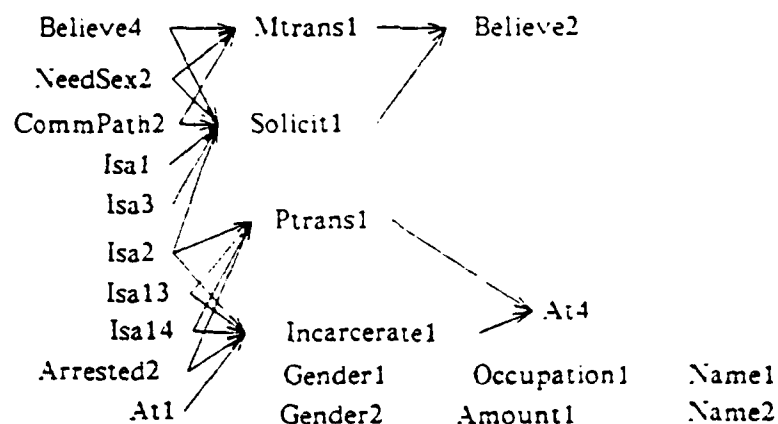 Believe4 Mtrans1 Believe2
NeedSex2
CommPath2 Solicit1
Isa1
Isa3
Ptrans1
Isa2
Isa13
At4
Isa14 Incarcerate1
Arrested2 Gender1 Occupation1 Name1
At1 Gender2 Amount1 Name2